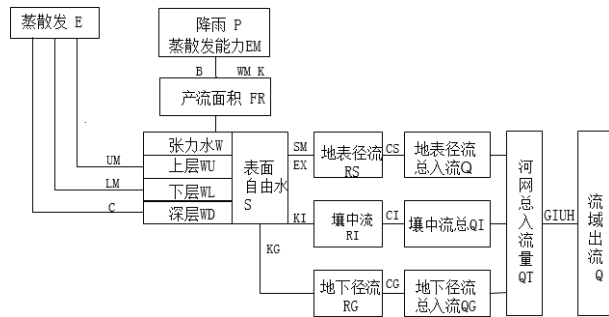 蒸散发 E
降雨 P
蒸散发能力EM
B
WM K
产流面积 FR
张力水W
上层WU
下层WL
深层WD
UM
LM
C
表面
自由水
S
SM
EX
KI
KG
地表径流
RS
CS
地表径流
总入流Q
壤中流
RI
CI
壤中流总QI
地下径流
RG
CG
地下径流
总入流QG
河
网
总
入
流
量
QT
GIUH
流
域
出
流
Q